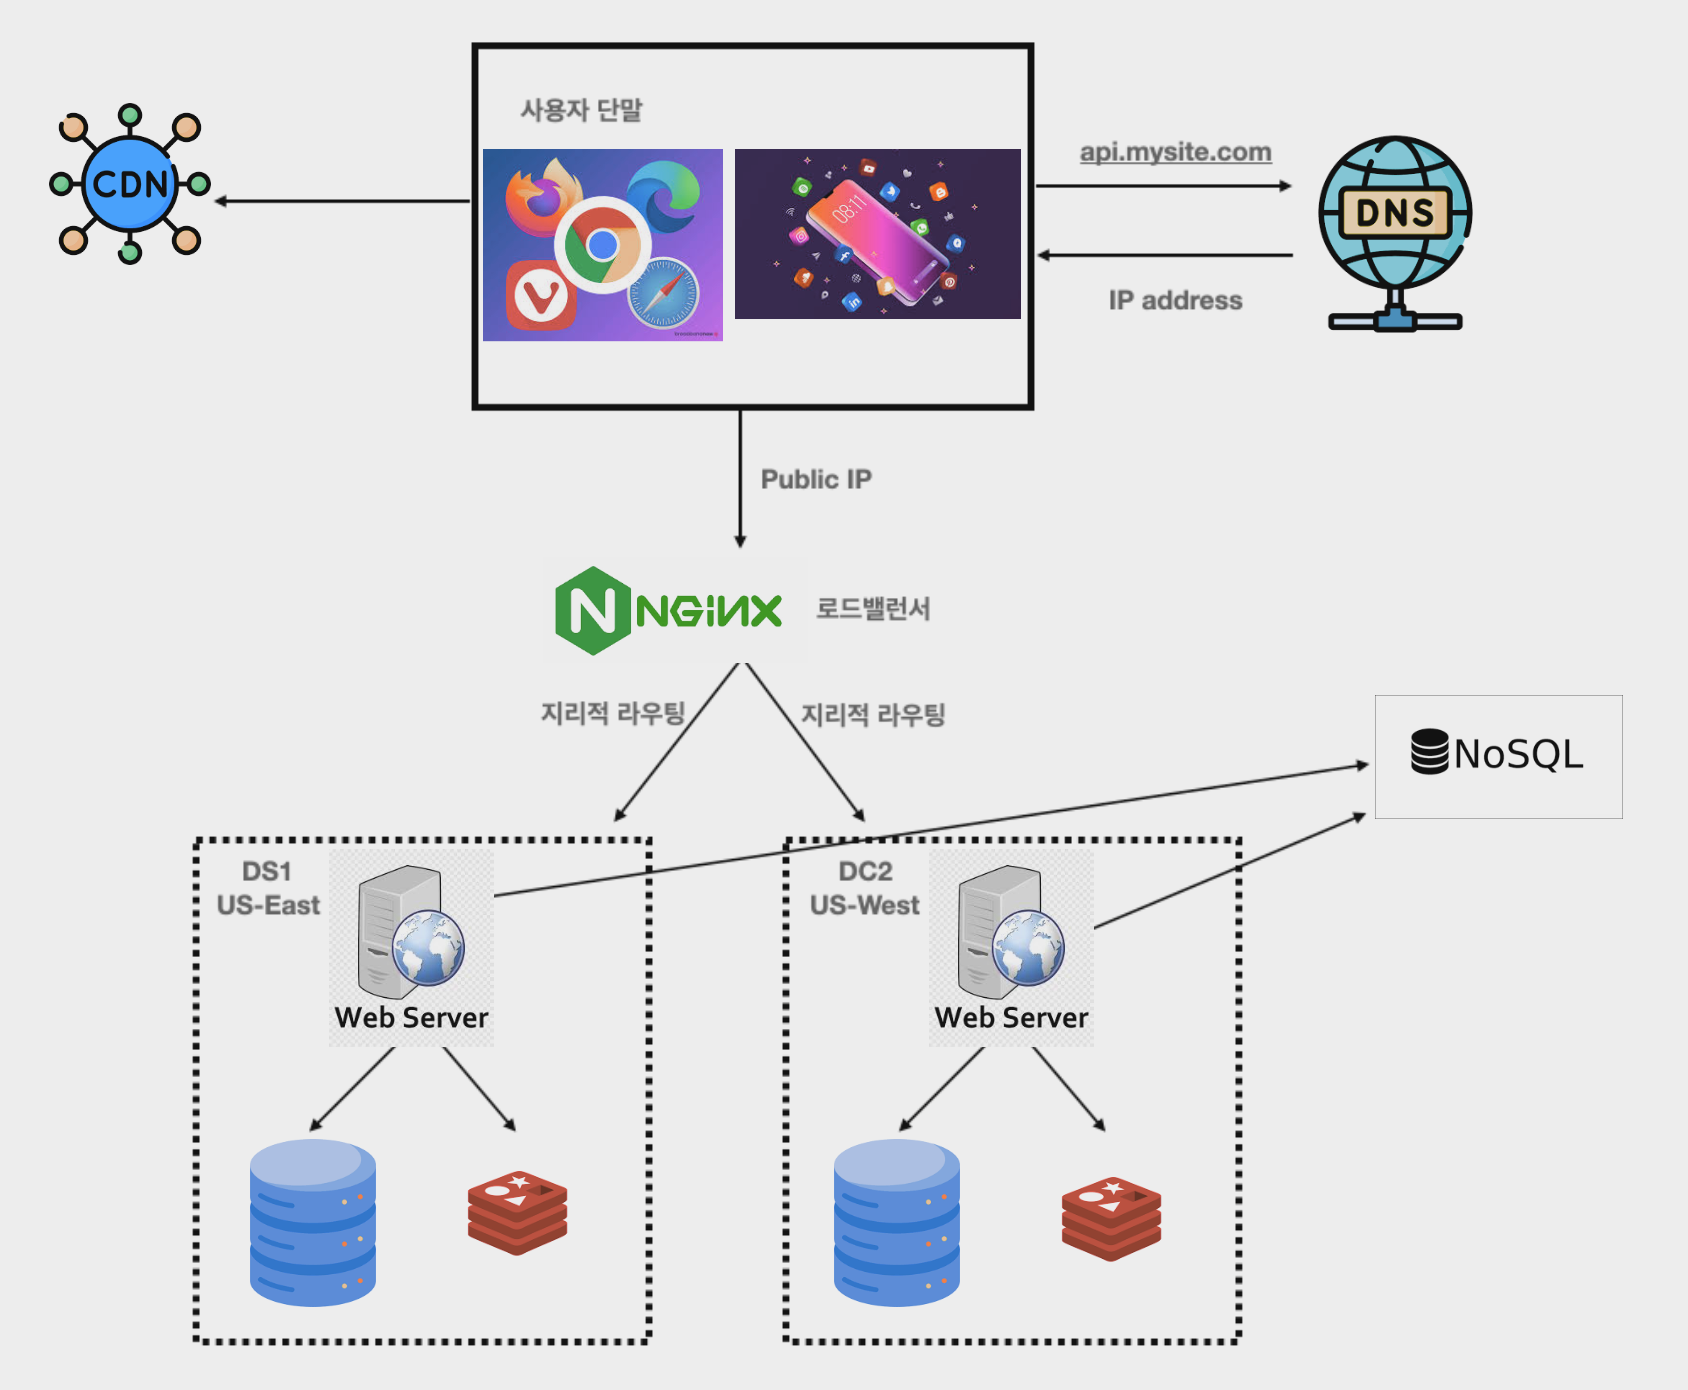 사용자 단말
CDN
08:11
api.mysite.com
DNS
IP address
Public IP
NGINX
로드밸런서
지리적 라우팅
지리적 라우팅
NoSQL
DS1
US-East
Web Server
DC2
US-West
Web Server